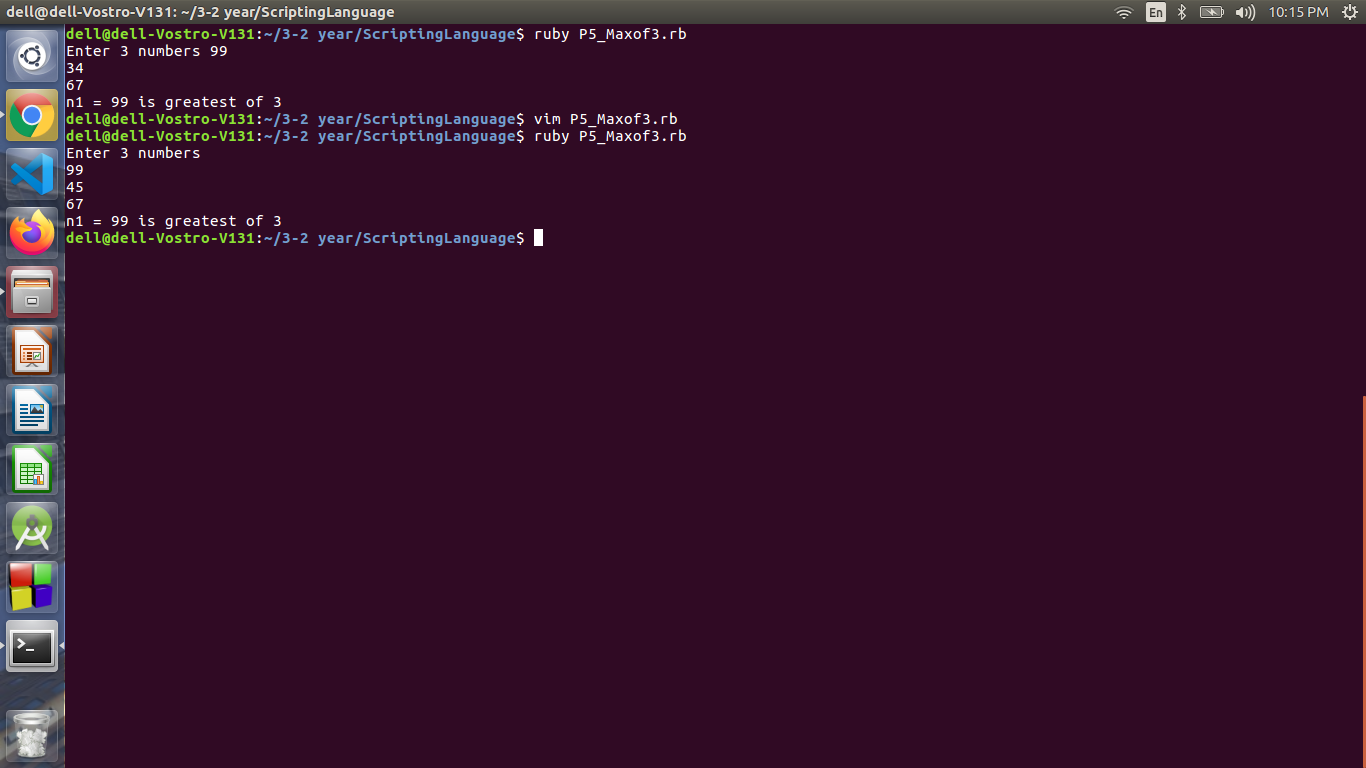 dell@dell-Vostro-V131: ~/3-2 year/ScriptingLanguage
En
10:15 PM
dell@dell-Vostro-V131:~/3-2 year/ScriptingLanguage$ ruby P5_Maxof3.rb
Enter 3 numbers 99
34
67
n1 = 99 is greatest of 3
dell@dell-Vostro-V131:~/3-2 year/ScriptingLanguage$ vim P5_Maxof3.rb
dell@dell-Vostro-V131:~/3-2 year/ScriptingLanguage$ ruby P5_Maxof3.rb
Enter 3 numbers
99
45
67
n1 = 99 is greatest of 3
dell@dell-Vostro-V131:~/3-2 year/ScriptingLanguage$